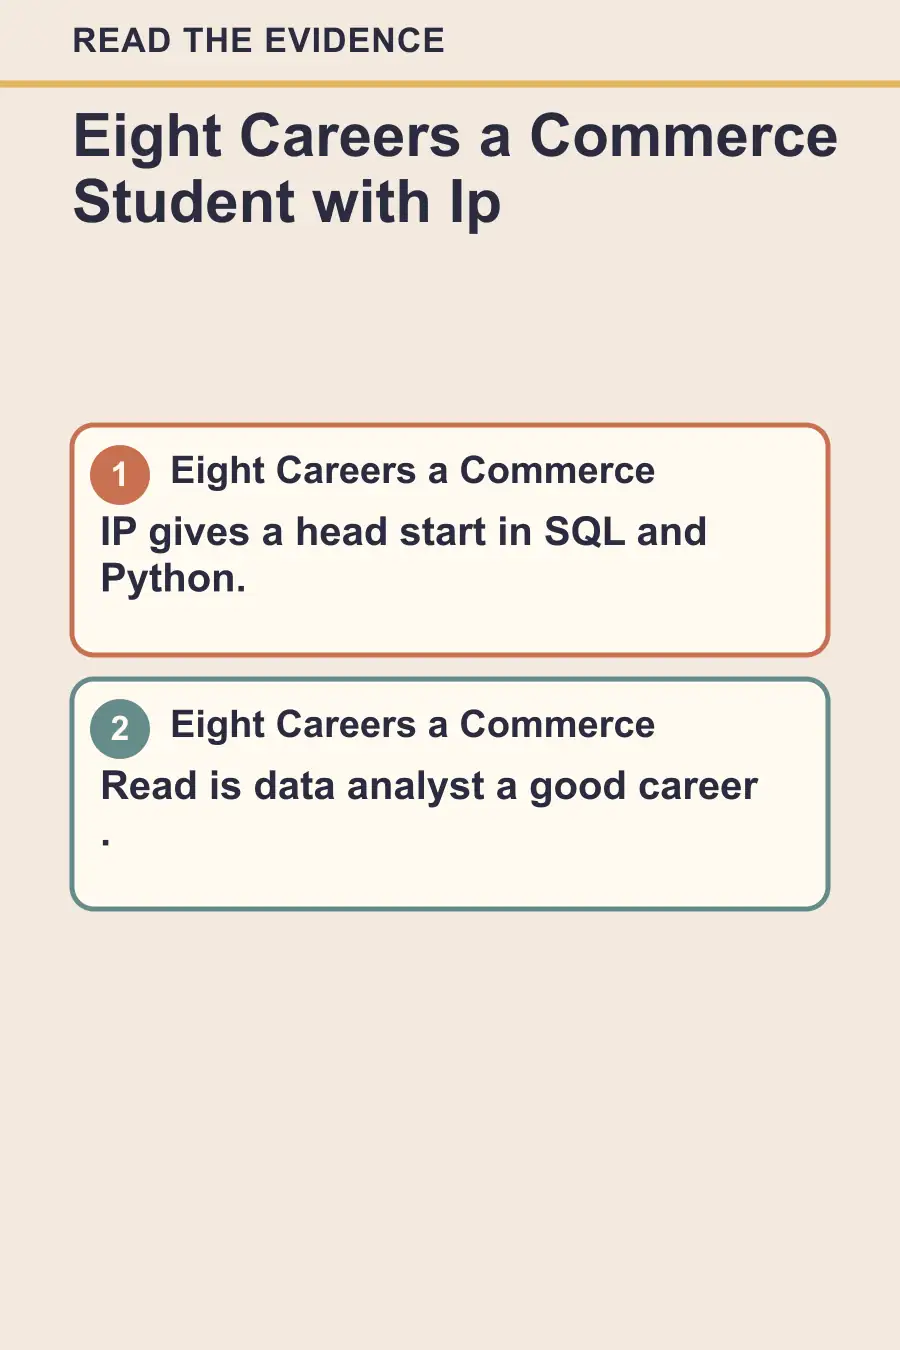 READ THE EVIDENCE
Eight Careers a Commerce
Student with Ip
1 Eight Careers a Commerce
IP gives a head start in SQL and
Python.
2 Eight Careers a Commerce
Read is data analyst a good career
.